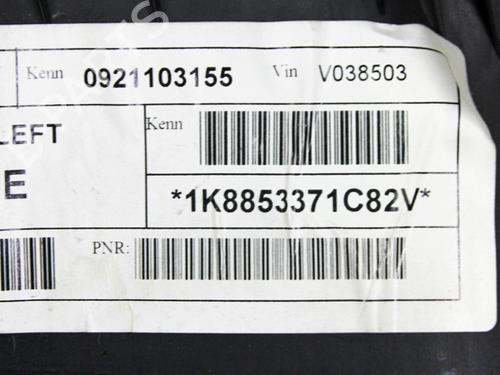 Kenn 0921103155 Vin V038503
LEFT
Kenn
E
*1K8853371C82V*
PNR: